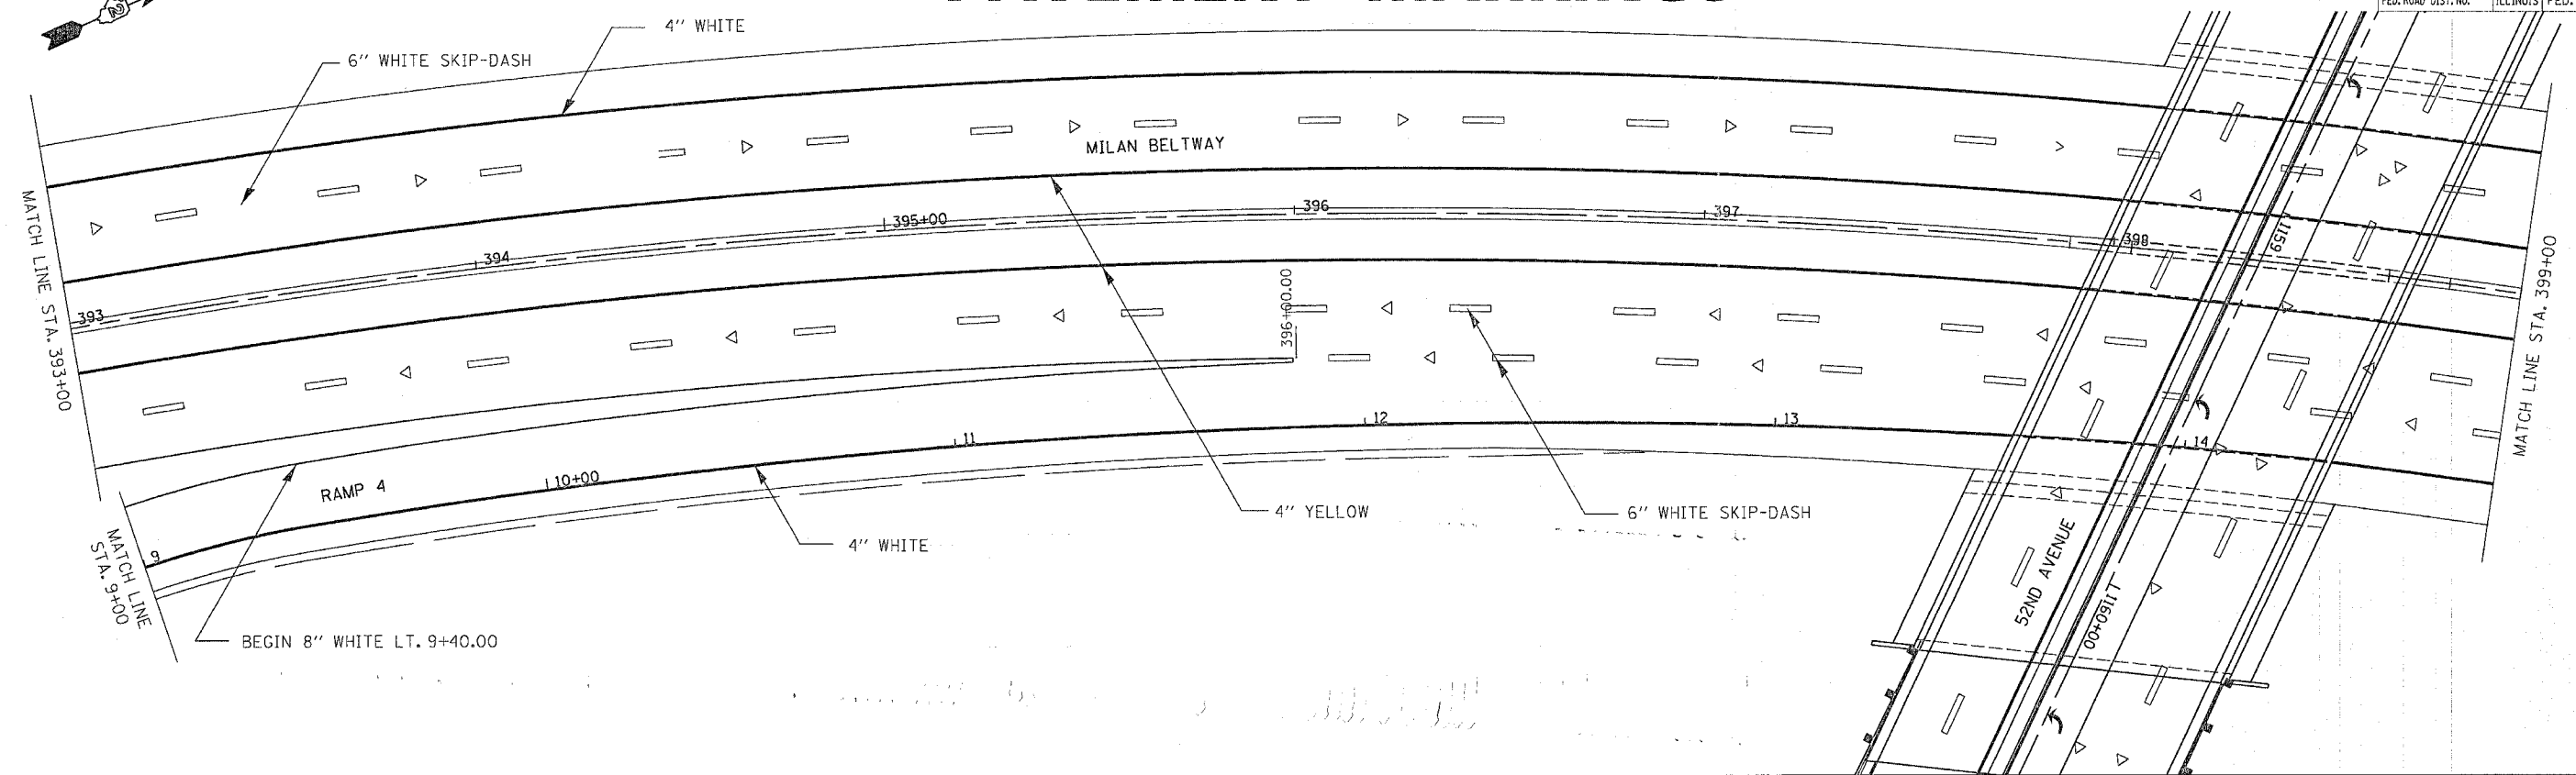 ILLINOIS
4" WHITE
6" WHITE SKIP-DASH
MILAN BELTWAY
MATCH LINE STA. 393+00
393
394
395+00
396
397
398
1159
MATCH LINE STA. 399+00
396+00.00
11
12
13
14
10+00
RAMP 4
9
MATCH LINE
STA. 9+00
4" YELLOW
6" WHITE SKIP-DASH
4" WHITE
BEGIN 8" WHITE LT. 9+40.00
52ND AVENUE
1160+00